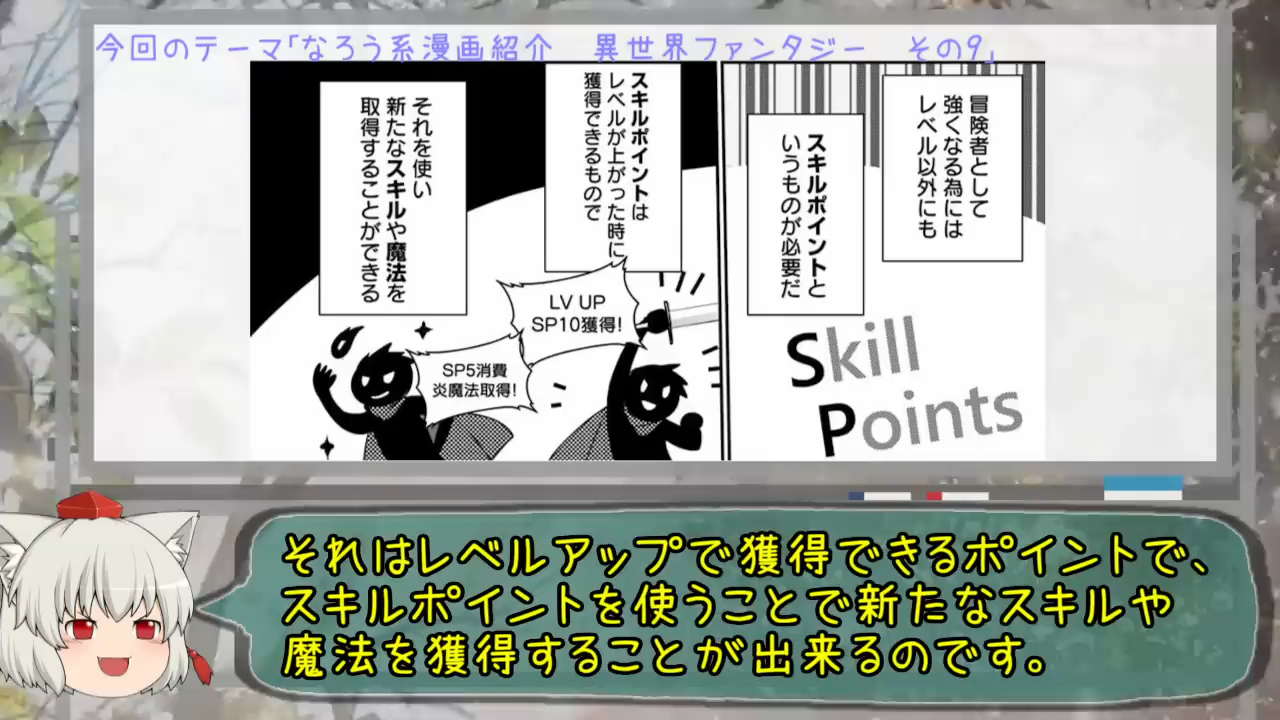 今回のテーマ「なろう系漫画紹介　異世界ファンタジー　その9」
冒険者として
強くなる為には
レベル以外にも
スキルポイントと
いうものが必要だ
Skill
Points
スキルポイントは
レベルが上がった時に
獲得できるもので
LV UP
SP10獲得!
それを使い
新たなスキルや魔法を
取得することができる
SP5消費
炎魔法取得!
それはレベルアップで獲得できるポイントで、
スキルポイントを使うことで新たなスキルや
魔法を獲得することが出来るのです。